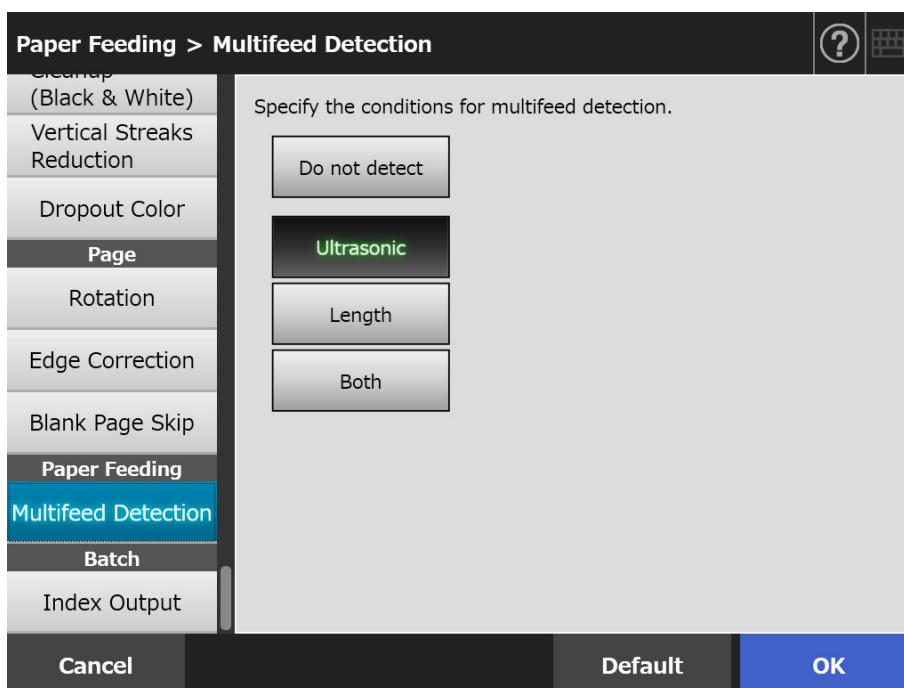 Paper Feeding > Multifeed Detection
?
Cleanup
(Black & White)
Vertical Streaks
Reduction
Dropout Color
Page
Rotation
Edge Correction
Blank Page Skip
Paper Feeding
Multifeed Detection
Batch
Index Output
Specify the conditions for multifeed detection.
Do not detect
Ultrasonic
Length
Both
Cancel
Default
OK